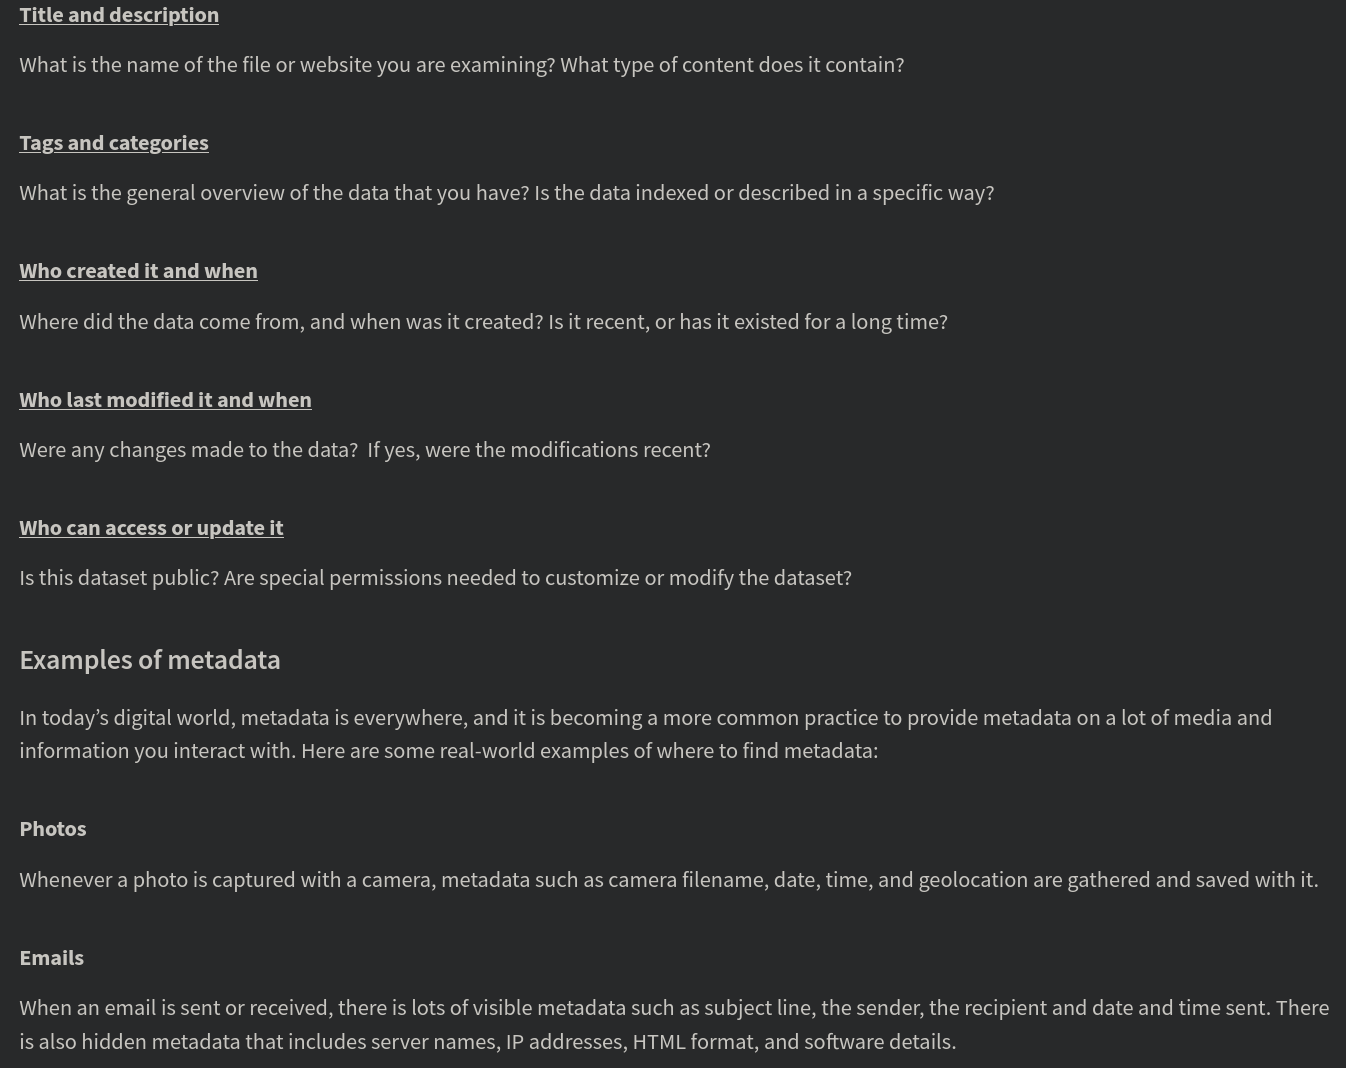 Title and description
What is the name of the file or website you are examining? What type of content does it contain?
Tags and categories
What is the general overview of the data that you have? Is the data indexed or described in a specific way?
Who created it and when
Where did the data come from, and when was it created? Is it recent, or has it existed for a long time?
Who last modified it and when
Were any changes made to the data?  If yes, were the modifications recent?
Who can access or update it
Is this dataset public? Are special permissions needed to customize or modify the dataset?
Examples of metadata
In today’s digital world, metadata is everywhere, and it is becoming a more common practice to provide metadata on a lot of media and
information you interact with. Here are some real-world examples of where to find metadata:
Photos
Whenever a photo is captured with a camera, metadata such as camera filename, date, time, and geolocation are gathered and saved with it.
Emails
When an email is sent or received, there is lots of visible metadata such as subject line, the sender, the recipient and date and time sent. There
is also hidden metadata that includes server names, IP addresses, HTML format, and software details.